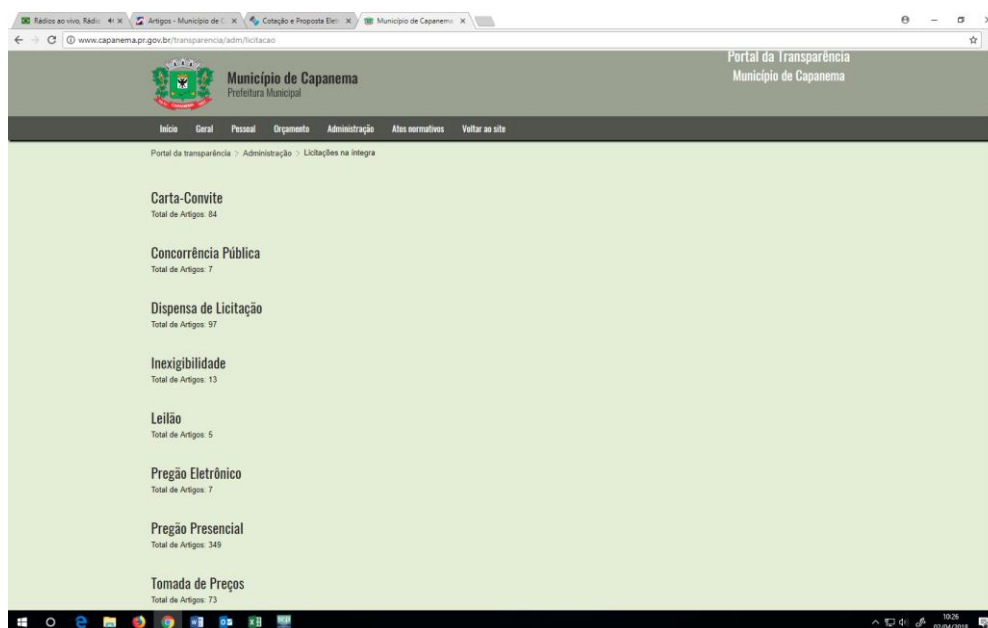 Rádios ao vivo, Rádi
Artigos - Município de C
Cotação e Proposta Elet
Município de Capanema
www.capanema.pr.gov.br/transparencia/adm/licitacao
Portal da Transparência
Município de Capanema
Município de Capanema
Prefeitura Municipal
Início Geral Pessoal Orçamento Administração Atos normativos Voltar ao site
Portal da transparência > Administração > Licitações na íntegra
Carta-Convite
Total de Artigos: 84
Concorrência Pública
Total de Artigos: 7
Dispensa de Licitação
Total de Artigos: 97
Inexigibilidade
Total de Artigos: 13
Leilão
Total de Artigos: 5
Pregão Eletrônico
Total de Artigos: 7
Pregão Presencial
Total de Artigos: 349
Tomada de Preços
Total de Artigos: 73
10:26
02/04/2018